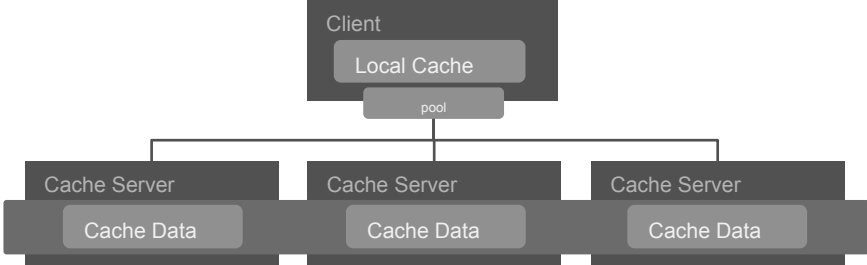 Client
Local Cache
pool
Cache Server
Cache Server
Cache Server
Cache Data
Cache Data
Cache Data